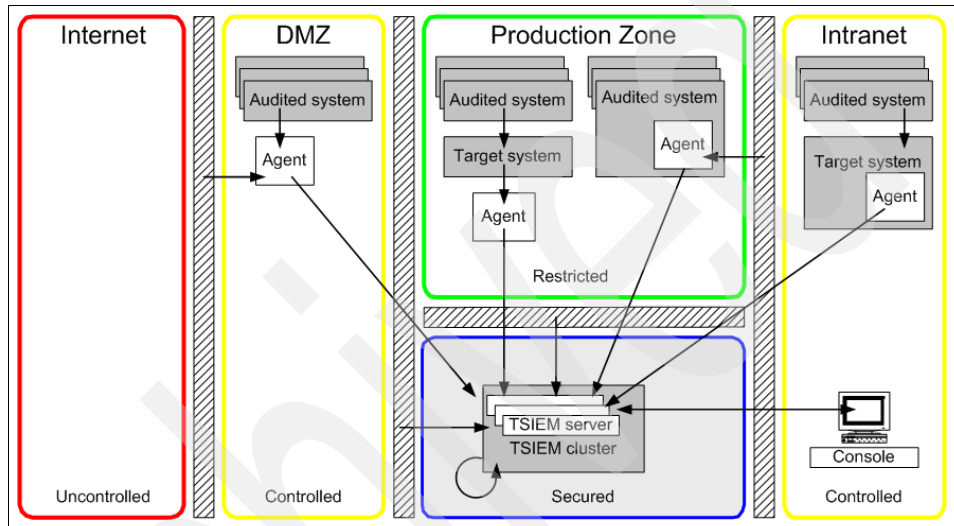 Internet
DMZ
Production Zone
Intranet
Audited system
Audited system
Audited system
Audited system
Agent
Target system
Agent
Target system
Agent
Agent
Restricted
TSIEM server
TSIEM cluster
Console
Uncontrolled
Controlled
Secured
Controlled